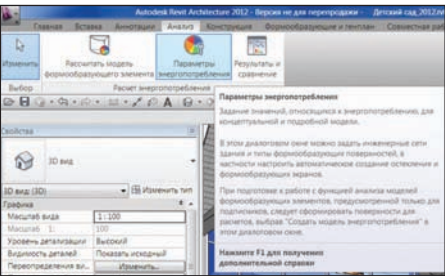 Autodesk Revit Architecture 2012 - Версия не для перепродажи - Детский сад_2012.rvt
Главная Вставка Аннотации Анализ Конструкция Формообразующие и генплан Совместная раб
Изменить
Рассчитать модель формообразующего элемента
Параметры энергопотребления
Результаты и сравнение
Выбор Расчет энергопотребления
Параметры энергопотребления
Задание значений, относящихся к энергопотреблению, для
концептуальной и подробной модели.
В этом диалоговом окне можно задать инженерные сети
здания и типы формообразующих поверхностей, в
частности настроить автоматическое создание остекления и
формообразующих экранов.
При подготовке к работе с функцией анализа моделей
формообразующих элементов, предусмотренной только для
подписчиков, следует сформировать поверхности для
расчетов, выбрав "Создать модель энергопотребления" в
этом диалоговом окне.
Нажмите F1 для получения
дополнительной справки
Свойства
3D вид
3D вид: {3D} Изменить тип
Графика
Масштаб вида 1 : 100
Масштаб 1: 100
Уровень детализации Высокий
Видимость деталей Показать исходный
Переопределения ви... Изменить...